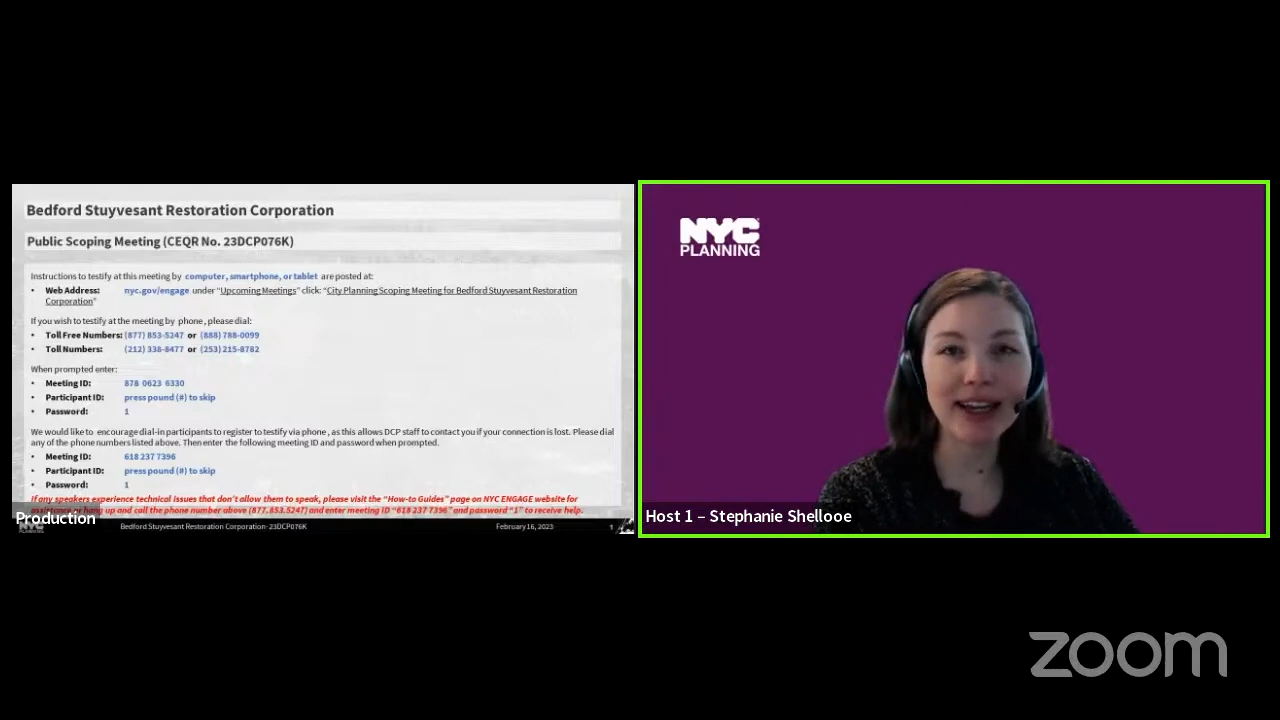 Bedford Stuyvesant Restoration Corporation
Public Scoping Meeting (CEQR No. 23DCP076K)
Instructions to testify at this meeting by computer, smartphone, or tablet are posted at:
• Web Address: nyc.gov/engage under “Upcoming Meetings” click: “City Planning Scoping Meeting for Bedford Stuyvesant Restoration
Corporation”
If you wish to testify at the meeting by phone, please dial:
• Toll Free Numbers: (877) 853-5247 or (888) 788-0099
• Toll Numbers: (212) 338-8477 or (253) 215-8782
When prompted enter:
• Meeting ID: 878 0623 6330
• Participant ID: press pound (#) to skip
• Password: 1
We would like to encourage dial-in participants to register to testify via phone, as this allows DCP staff to contact you if your connection is lost. Please dial
any of the phone numbers listed above. Then enter the following meeting ID and password when prompted.
• Meeting ID: 618 237 7396
• Participant ID: press pound (#) to skip
• Password: 1
If any speakers experience technical issues that don't allow them to speak, please visit the “How-to Guides” page on NYC ENGAGE website for
assistance or hang up and call the phone number above (877.853.5247) and enter meeting ID “618 237 7396” and password “1” to receive help.
Production
NYC
PLANNING
Bedford Stuyvesant Restoration Corporation- 23DCP076K
February 16, 2023
1
NYC
PLANNING
Host 1 – Stephanie Shellooe
zoom